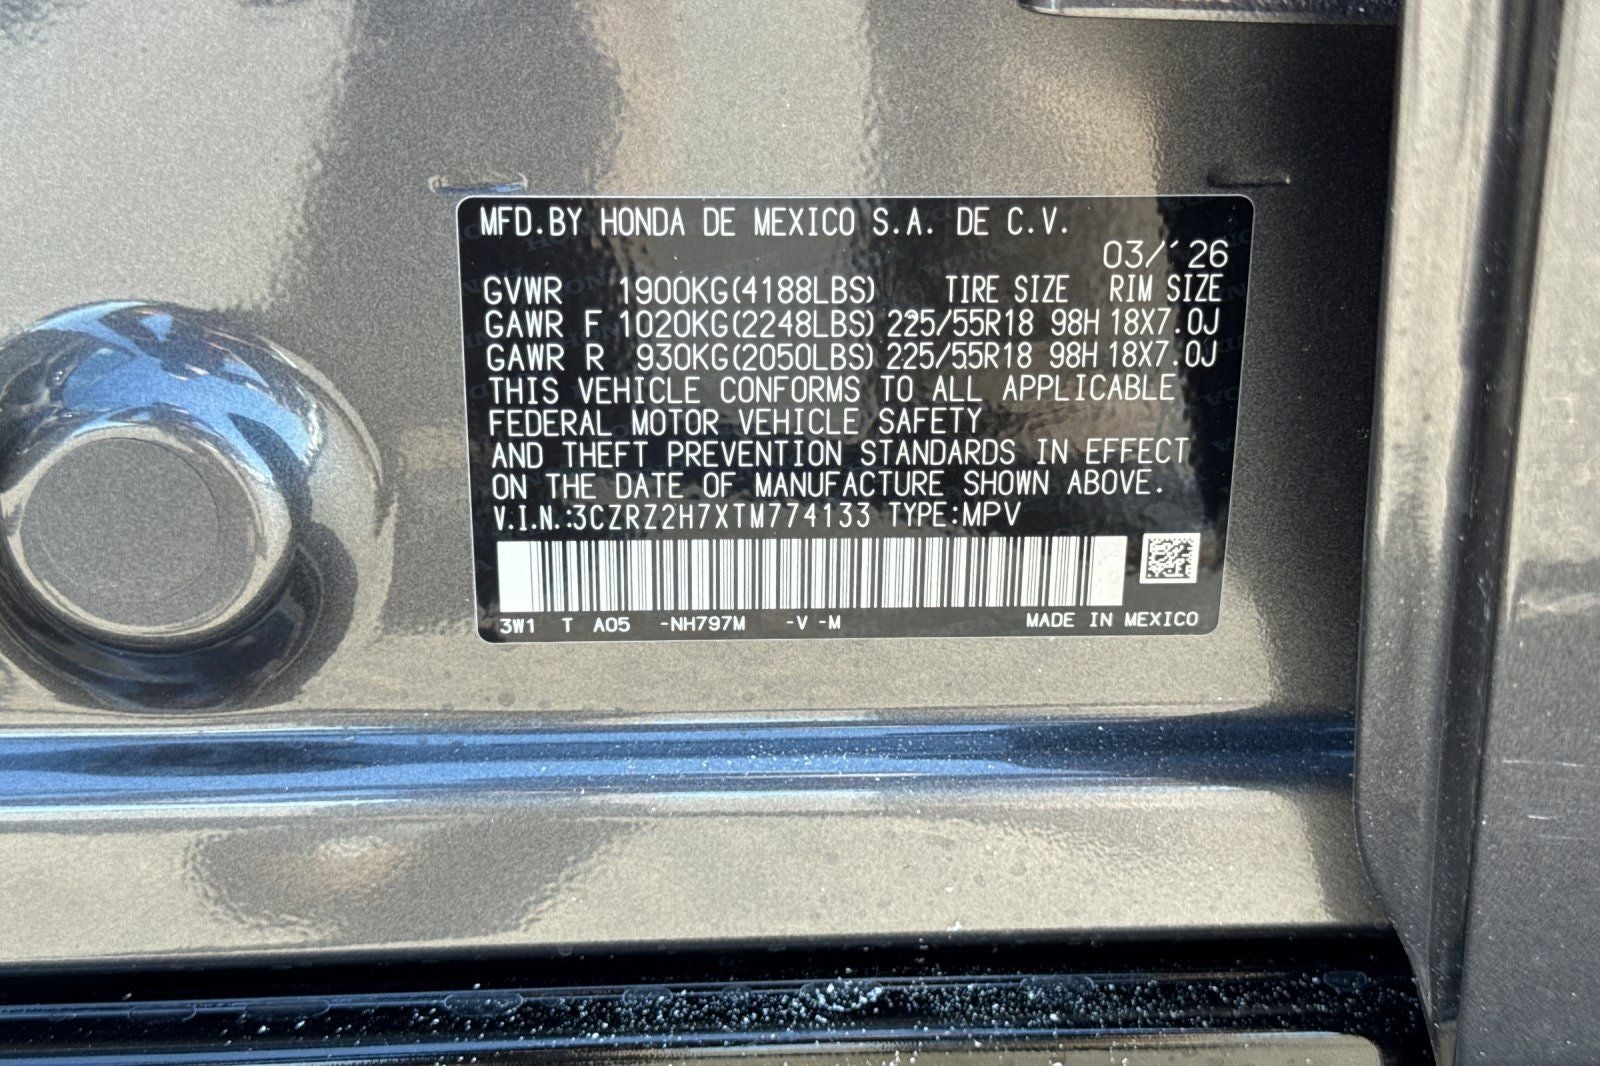 MFD.BY HONDA DE MEXICO S.A. DE C.V.
03/'26
GVWR 1900KG(4188LBS) TIRE SIZE RIM SIZE
GAWR F 1020KG(2248LBS) 225/55R18 98H 18X7.0J
GAWR R 930KG(2050LBS) 225/55R18 98H 18X7.0J
THIS VEHICLE CONFORMS TO ALL APPLICABLE
FEDERAL MOTOR VEHICLE SAFETY
AND THEFT PREVENTION STANDARDS IN EFFECT
ON THE DATE OF MANUFACTURE SHOWN ABOVE.
V.I.N.:3CZRZ2H7XTM774133 TYPE:MPV
3W1 T A05 -NH797M -V -M MADE IN MEXICO